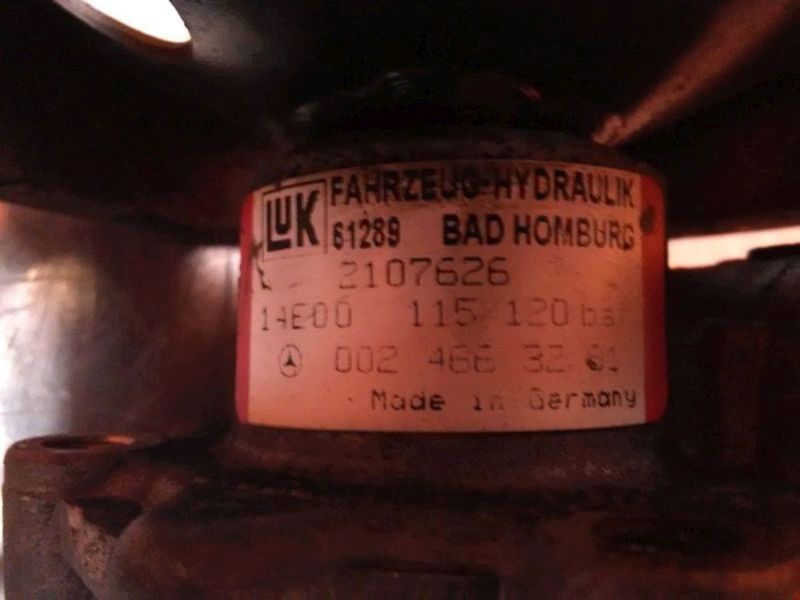 LuK FAHRZEUG-HYDRAULIK
61289 BAD HOMBURG
2107626
14E00 115/120 bar
002 466 32 01
Made in Germany